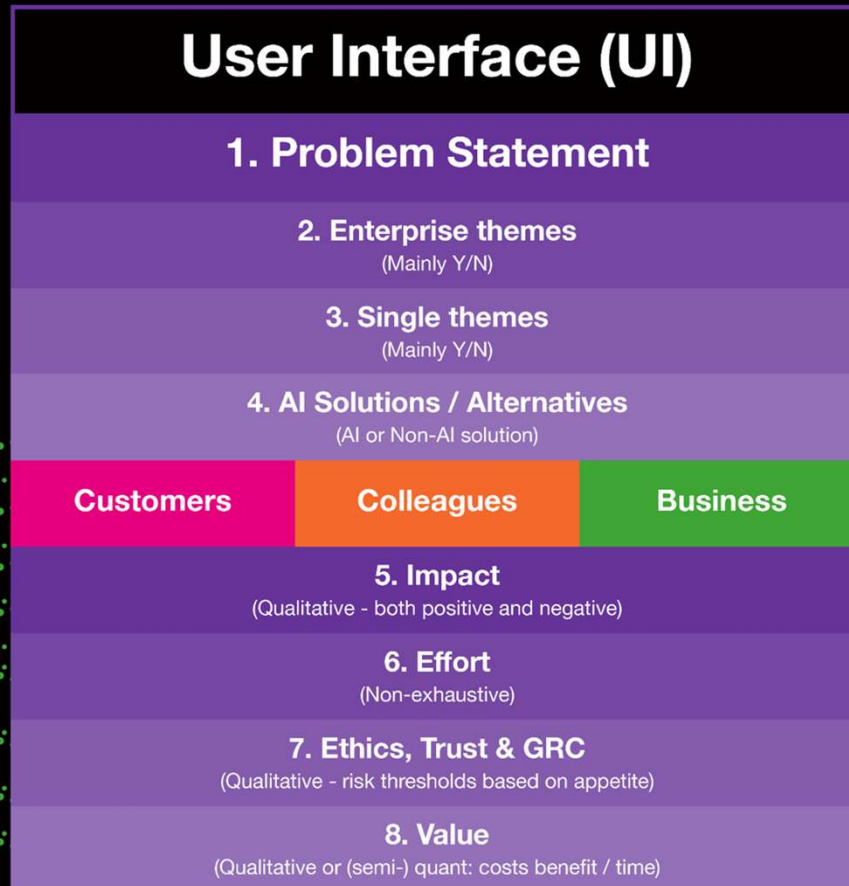 User Interface (UI)
1. Problem Statement
2. Enterprise themes
(Mainly Y/N)
3. Single themes
(Mainly Y/N)
4. AI Solutions / Alternatives
(AI or Non-AI solution)
Customers Colleagues Business
5. Impact
(Qualitative - both positive and negative)
6. Effort
(Non-exhaustive)
7. Ethics, Trust & GRC
(Qualitative - risk thresholds based on appetite)
8. Value
(Qualitative or (semi-) quant: costs benefit / time)